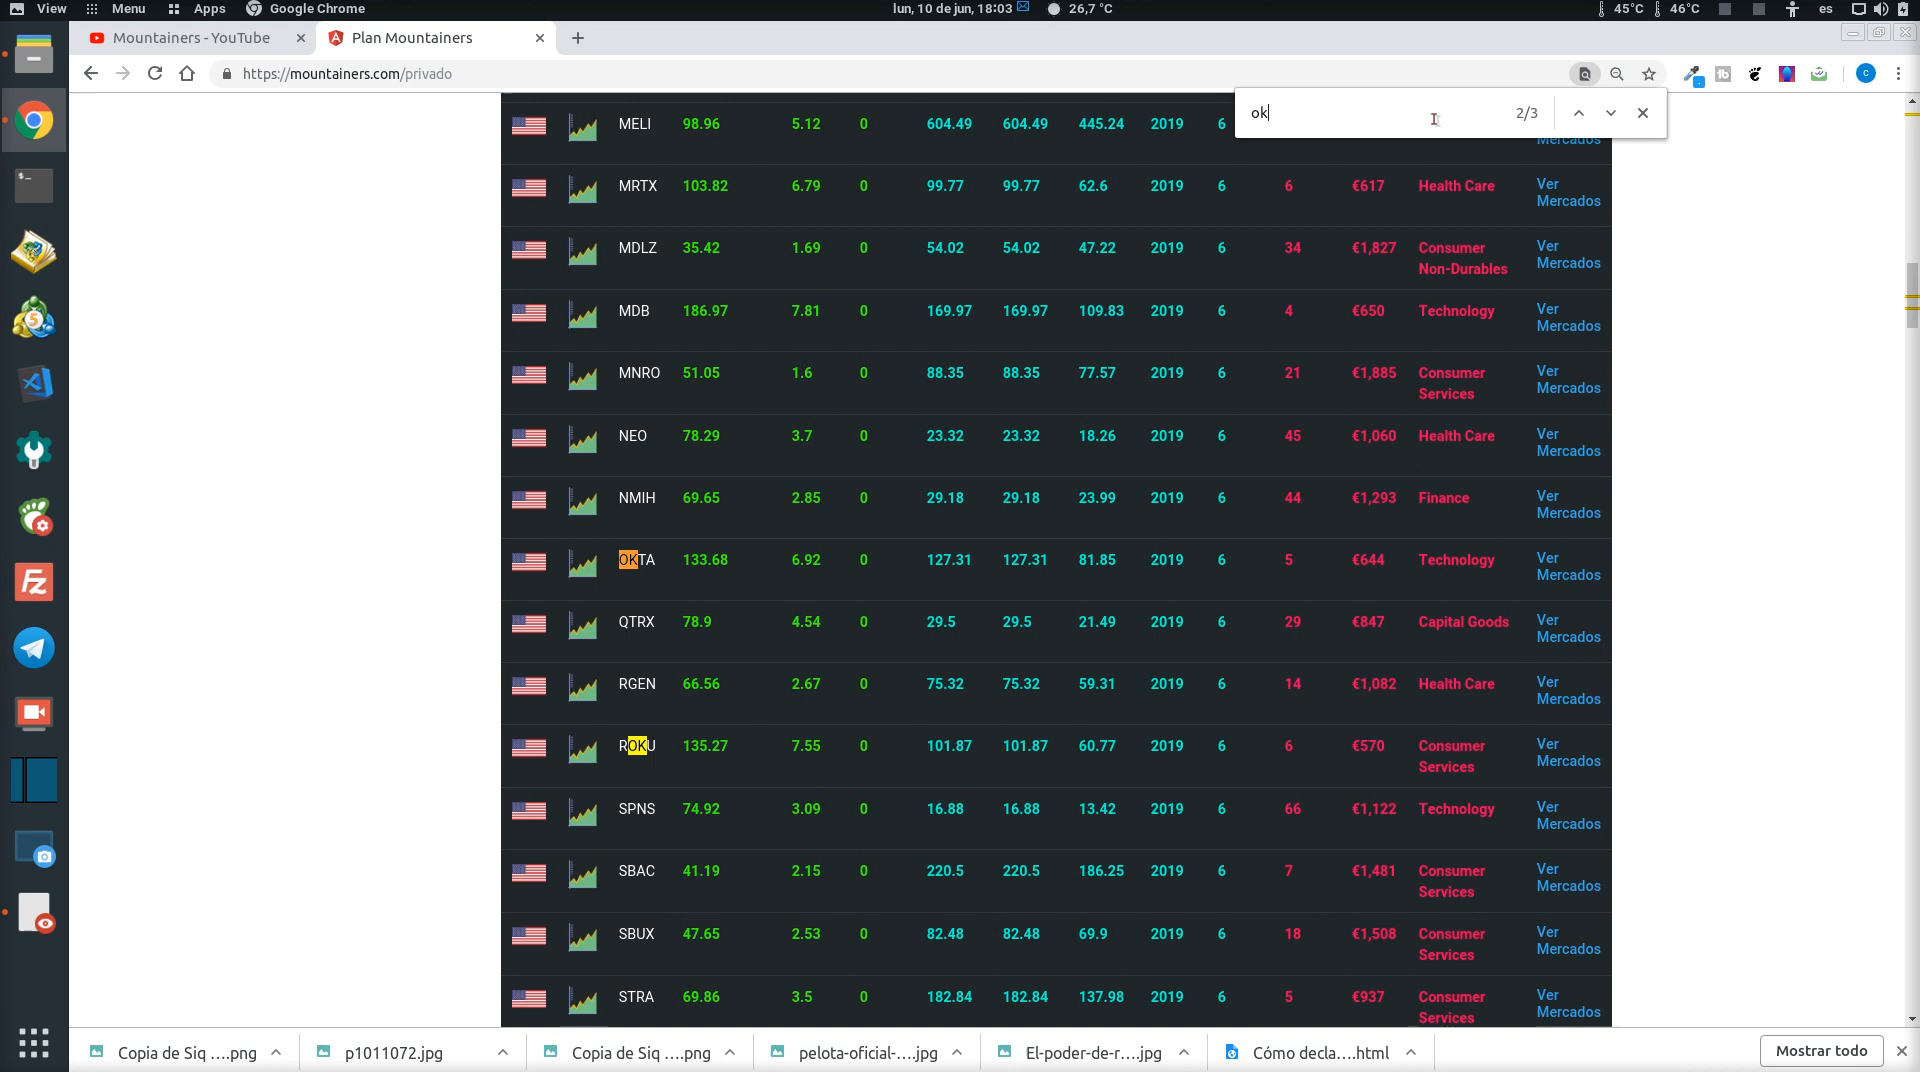 View Menu Apps Google Chrome lun, 10 de jun, 18:03 26,7 °C 45°C 46°C es
Mountainers - YouTube Plan Mountainers
https://mountainers.com/privado
ok 2/3
MELI 98.96 5.12 0 604.49 604.49 445.24 2019 6
Mercados
MRTX 103.82 6.79 0 99.77 99.77 62.6 2019 6 6 €617 Health Care Ver
Mercados
MDLZ 35.42 1.69 0 54.02 54.02 47.22 2019 6 34 €1,827 Consumer Ver
Non-Durables Mercados
MDB 186.97 7.81 0 169.97 169.97 109.83 2019 6 4 €650 Technology Ver
Mercados
MNRO 51.05 1.6 0 88.35 88.35 77.57 2019 6 21 €1,885 Consumer Ver
Services Mercados
NEO 78.29 3.7 0 23.32 23.32 18.26 2019 6 45 €1,060 Health Care Ver
Mercados
NMIH 69.65 2.85 0 29.18 29.18 23.99 2019 6 44 €1,293 Finance Ver
Mercados
OKTA 133.68 6.92 0 127.31 127.31 81.85 2019 6 5 €644 Technology Ver
Mercados
QTRX 78.9 4.54 0 29.5 29.5 21.49 2019 6 29 €847 Capital Goods Ver
Mercados
RGEN 66.56 2.67 0 75.32 75.32 59.31 2019 6 14 €1,082 Health Care Ver
Mercados
ROKU 135.27 7.55 0 101.87 101.87 60.77 2019 6 6 €570 Consumer Ver
Services Mercados
SPNS 74.92 3.09 0 16.88 16.88 13.42 2019 6 66 €1,122 Technology Ver
Mercados
SBAC 41.19 2.15 0 220.5 220.5 186.25 2019 6 7 €1,481 Consumer Ver
Services Mercados
SBUX 47.65 2.53 0 82.48 82.48 69.9 2019 6 18 €1,508 Consumer Ver
Services Mercados
STRA 69.86 3.5 0 182.84 182.84 137.98 2019 6 5 €937 Consumer Ver
Services Mercados
Copia de Siq ....png p1011072.jpg Copia de Siq ....png pelota-oficial-....jpg El-poder-de-r....jpg Cómo decla....html Mostrar todo